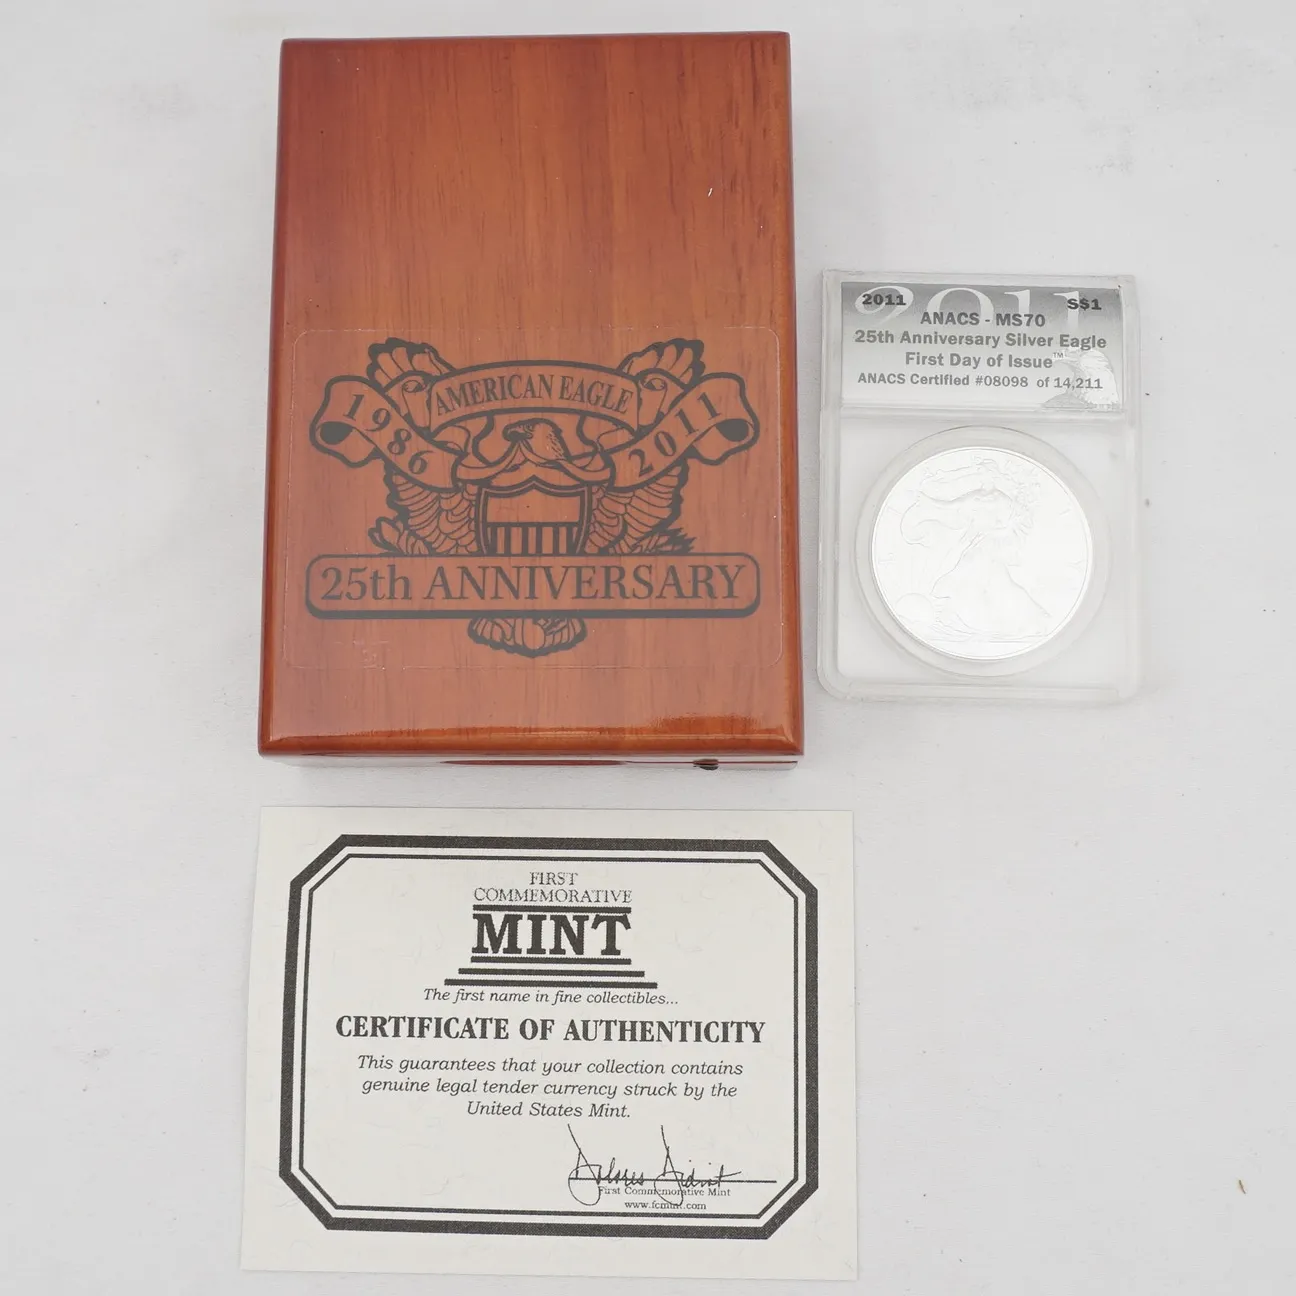 AMERICAN EAGLE
1986
2011
25th ANNIVERSARY
2011
2011 S$1
ANACS - MS70
25th Anniversary Silver Eagle
First Day of Issue™
ANACS Certified #08098 of 14,211
FIRST
COMMEMORATIVE
MINT
The first name in fine collectibles...
CERTIFICATE OF AUTHENTICITY
This guarantees that your collection contains
genuine legal tender currency struck by the
United States Mint.
First Commemorative Mint
www.fcmint.com